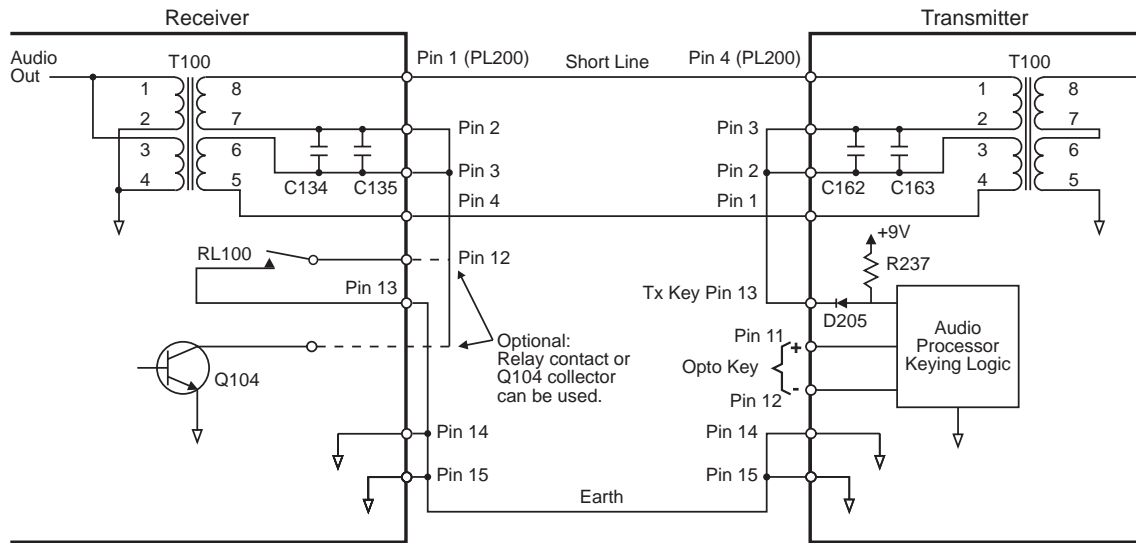 Receiver
Transmitter
Audio
Out
T100
1
2
3
4
8
7
6
5
C134
C135
Pin 1 (PL200)
Short Line
Pin 4 (PL200)
Pin 2
Pin 3
Pin 4
Pin 3
Pin 2
Pin 1
T100
1
2
3
4
8
7
6
5
C162
C163
RL100
Pin 12
Pin 13
Q104
Optional:
Relay contact or
Q104 collector
can be used.
+9V
R237
Tx Key Pin 13
D205
Pin 11
+
Opto Key
-
Pin 12
Audio
Processor
Keying Logic
Pin 14
Pin 15
Earth
Pin 14
Pin 15